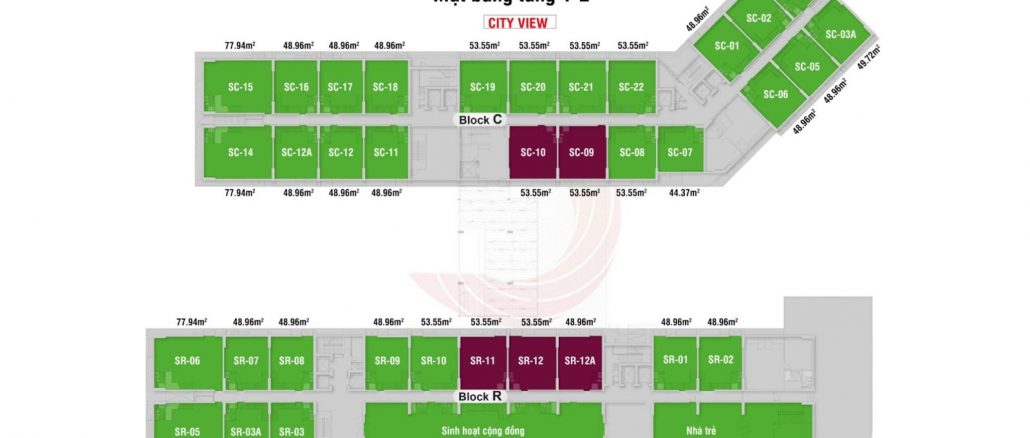 Mặt bằng tầng 1-2
CITY VIEW
77.94m² 48.96m² 48.96m² 48.96m² 53.55m² 53.55m² 53.55m² 53.55m² 48.96m²
SC-02
SC-03A
SC-01
49.72m²
SC-05
48.96m²
SC-06
48.96m²
SC-15 SC-16 SC-17 SC-18 SC-19 SC-20 SC-21 SC-22
Block C
SC-14 SC-12A SC-12 SC-11 SC-10 SC-09 SC-08 SC-07
77.94m² 48.96m² 48.96m² 48.96m² 53.55m² 53.55m² 53.55m² 44.37m²
77.94m² 48.96m² 48.96m² 48.96m² 53.55m² 53.55m² 53.55m² 48.96m² 48.96m² 48.96m²
SR-06 SR-07 SR-08 SR-09 SR-10 SR-11 SR-12 SR-12A SR-01 SR-02
Block R
SR-05 SR-03A SR-03 Sinh hoạt cộng đồng Nhà trẻ